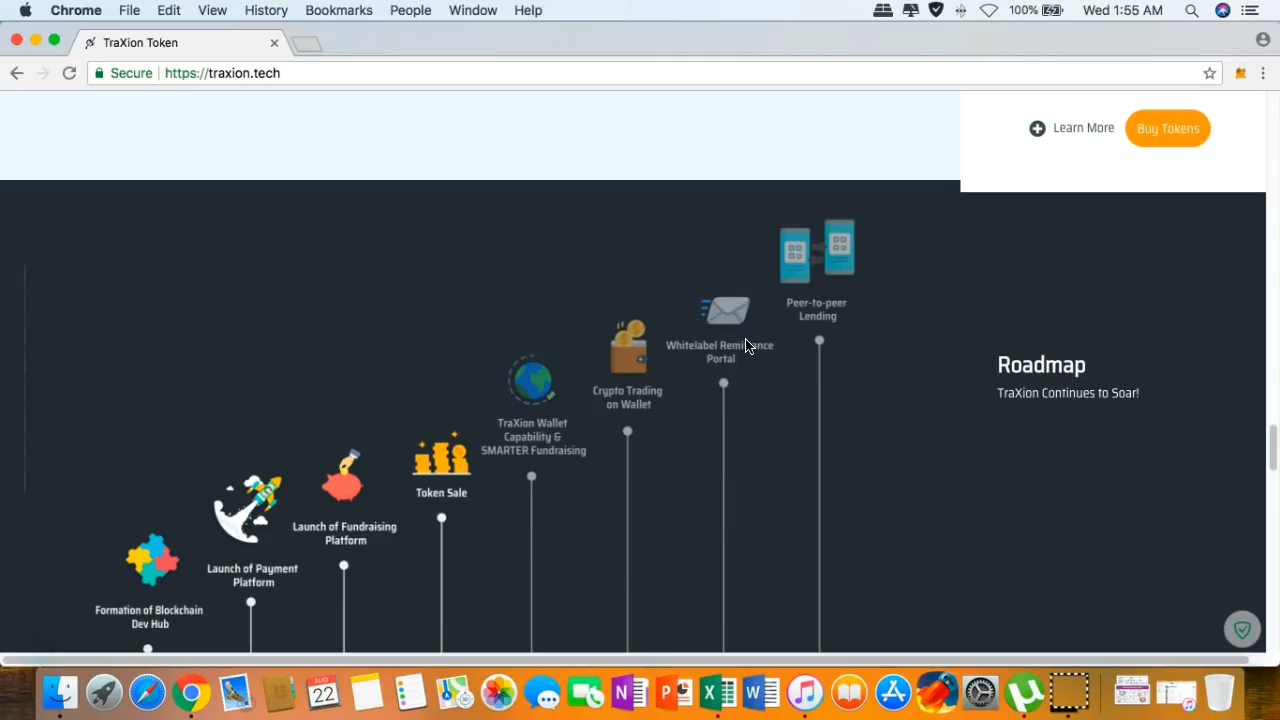 Chrome File Edit View History Bookmarks People Window Help 100% Wed 1:55 AM
TraXion Token
Secure https://traxion.tech
Learn More Buy Tokens
Peer-to-peer
Lending
Whitelabel Remittance
Portal
Crypto Trading
on Wallet
TraXion Wallet
Capability &
SMARTER Fundraising
Token Sale
Launch of Fundraising
Platform
Launch of Payment
Platform
Formation of Blockchain
Dev Hub
Roadmap
TraXion Continues to Soar!
AUG
22